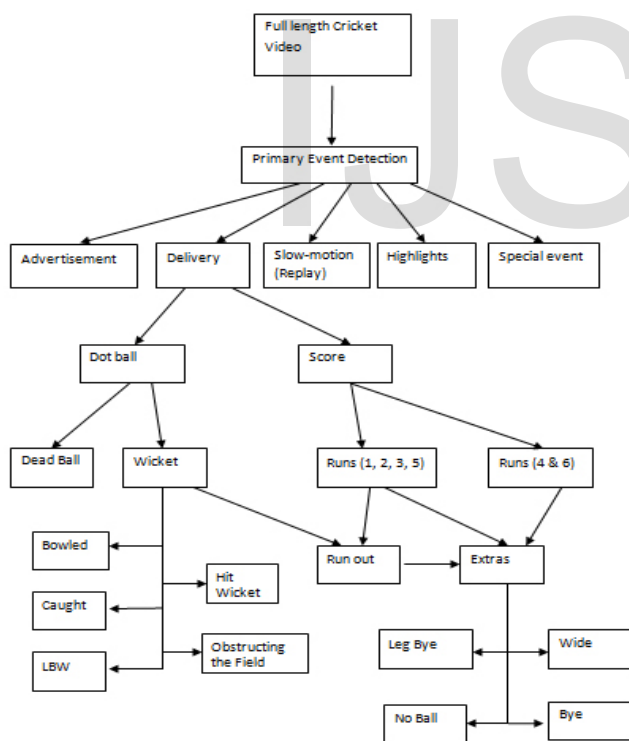 IJS
Full length Cricket
Video
Primary Event Detection
Advertisement
Delivery
Slow-motion
(Replay)
Highlights
Special event
Dot ball
Score
Dead Ball
Wicket
Runs (1, 2, 3, 5)
Runs (4 & 6)
Bowled
Hit
Wicket
Run out
Extras
Caught
Obstructing
the Field
LBW
Leg Bye
Wide
No Ball
Bye